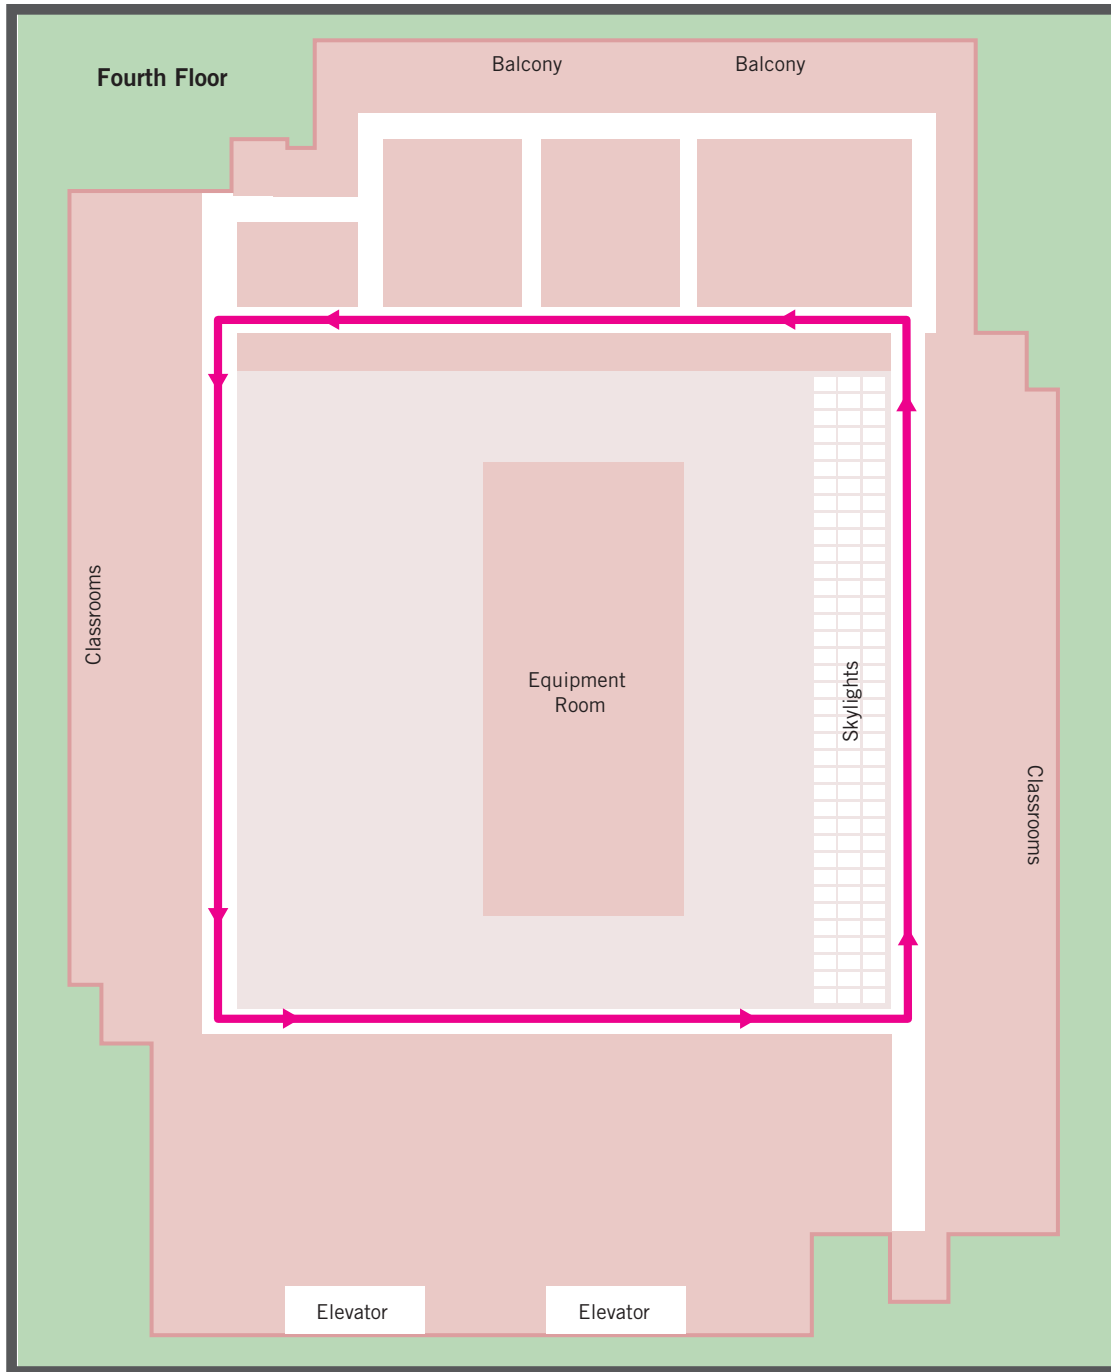 Balcony
Balcony
Fourth Floor
Classrooms
Equipment
Room
Skylights
Classrooms
Elevator
Elevator